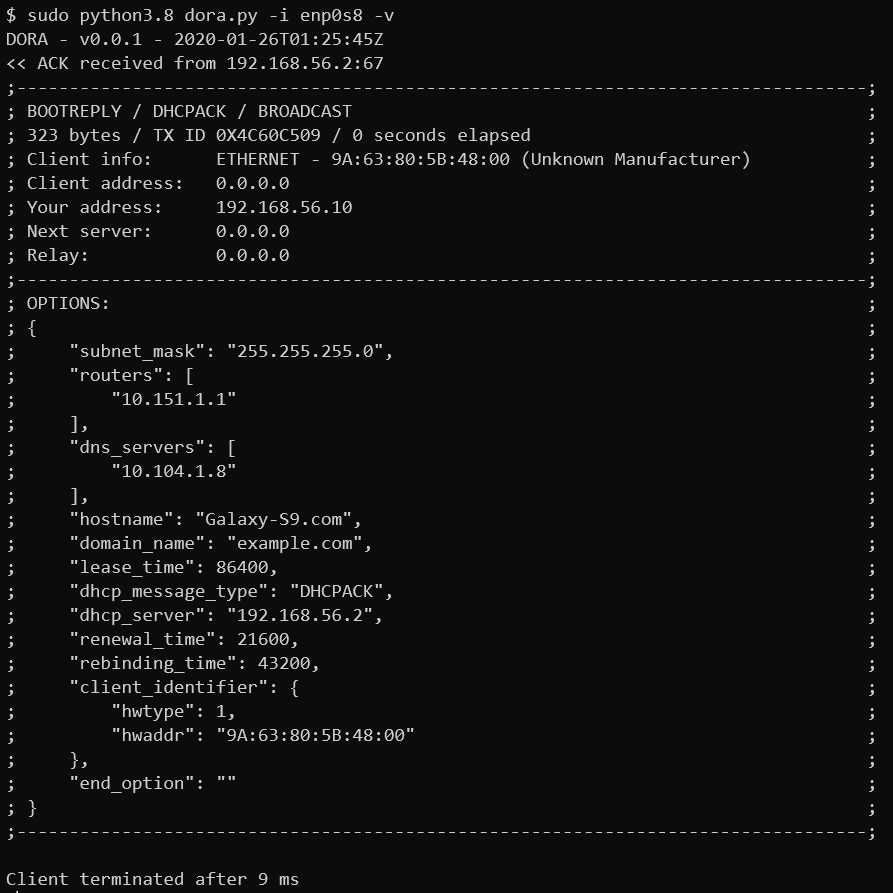 $ sudo python3.8 dora.py -i enp0s8 -v
DORA - v0.0.1 - 2020-01-26T01:25:45Z
<< ACK received from 192.168.56.2:67
;---------------------------------------------------------------------------------;
; BOOTREPLY / DHCPACK / BROADCAST                                                 ;
; 323 bytes / TX ID 0X4C60C509 / 0 seconds elapsed                                ;
; Client info:      ETHERNET - 9A:63:80:5B:48:00 (Unknown Manufacturer)           ;
; Client address:   0.0.0.0                                                       ;
; Your address:     192.168.56.10                                                 ;
; Next server:      0.0.0.0                                                       ;
; Relay:            0.0.0.0                                                       ;
;---------------------------------------------------------------------------------;
; OPTIONS:                                                                        ;
; {                                                                               ;
;     "subnet_mask": "255.255.255.0",                                             ;
;     "routers": [                                                                ;
;         "10.151.1.1"                                                            ;
;     ],                                                                          ;
;     "dns_servers": [                                                            ;
;         "10.104.1.8"                                                            ;
;     ],                                                                          ;
;     "hostname": "Galaxy-S9.com",                                                ;
;     "domain_name": "example.com",                                               ;
;     "lease_time": 86400,                                                        ;
;     "dhcp_message_type": "DHCPACK",                                             ;
;     "dhcp_server": "192.168.56.2",                                              ;
;     "renewal_time": 21600,                                                      ;
;     "rebinding_time": 43200,                                                    ;
;     "client_identifier": {                                                      ;
;         "hwtype": 1,                                                            ;
;         "hwaddr": "9A:63:80:5B:48:00"                                           ;
;     },                                                                          ;
;     "end_option": ""                                                            ;
; }                                                                               ;
;---------------------------------------------------------------------------------;
Client terminated after 9 ms